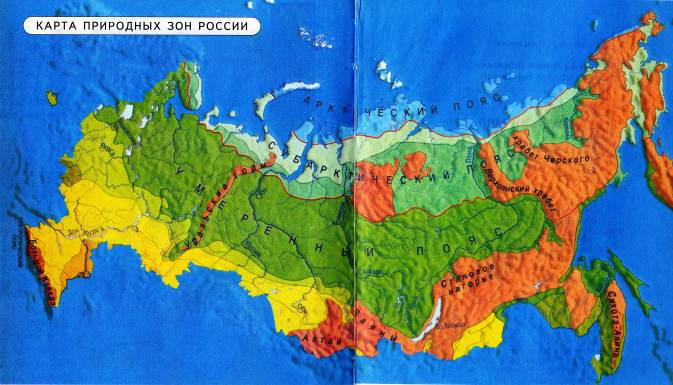 КАРТА ПРИРОДНЫХ ЗОН РОССИИ
АРКТИЧЕСКИЙ ПОЯС
СУБАРКТИЧЕСКИЙ ПОЯС
УМЕРЕННЫЙ ПОЯС
Хребет Черского
Верхоянский хребет
Лена
Уральские горы
Дон
Волга
Большой Кавказ
Становое
нагорье
Сихотэ-Алинь
Алтай